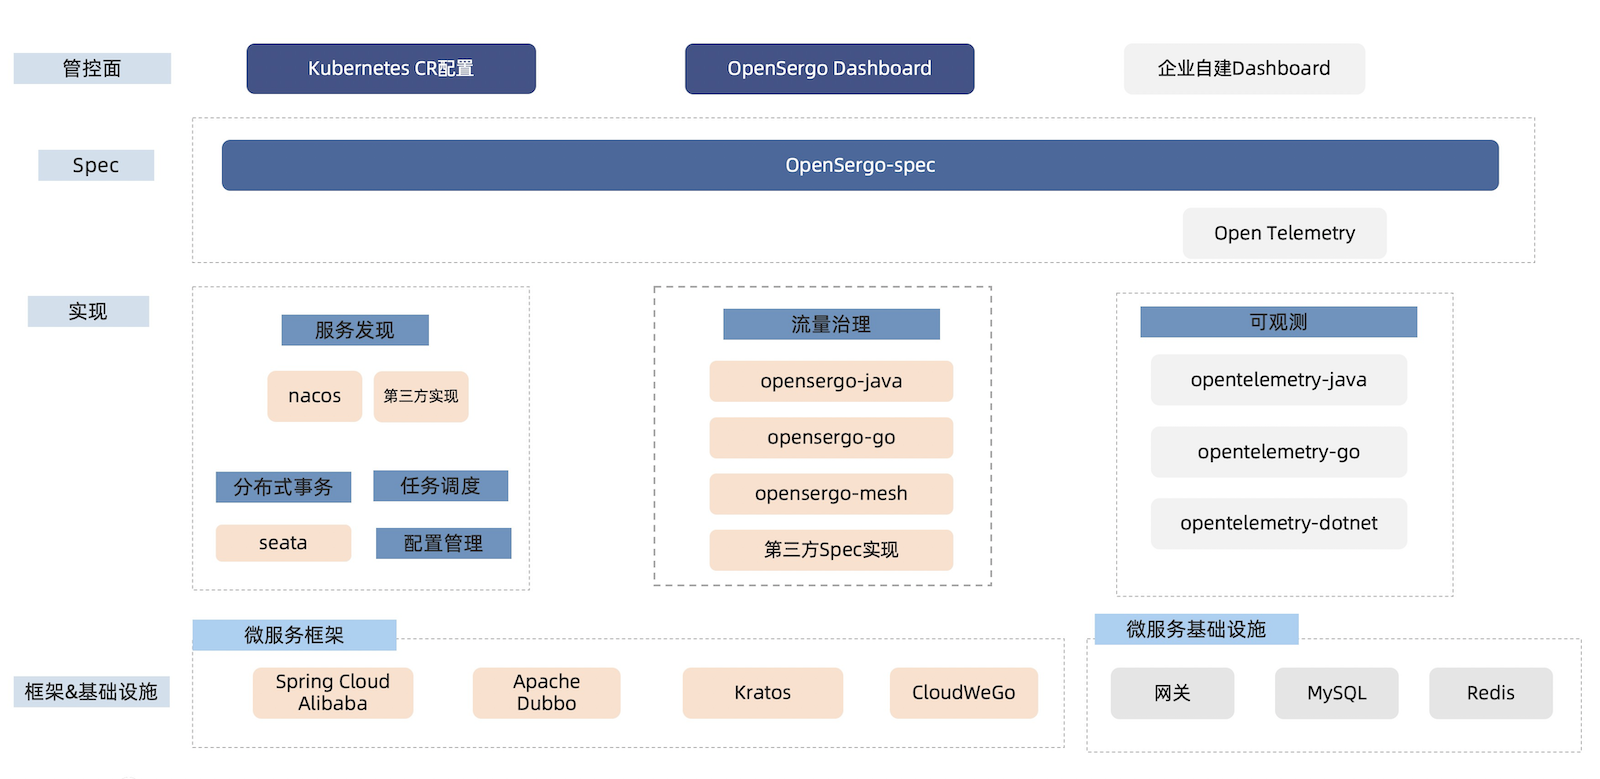 管控面
Kubernetes CR配置
OpenSergo Dashboard
企业自建Dashboard
Spec
OpenSergo-spec
Open Telemetry
实现
服务发现
nacos
第三方实现
分布式事务
任务调度
seata
配置管理
流量治理
opensergo-java
opensergo-go
opensergo-mesh
第三方Spec实现
可观测
opentelemetry-java
opentelemetry-go
opentelemetry-dotnet
框架&基础设施
微服务框架
Spring Cloud
Alibaba
Apache
Dubbo
Kratos
CloudWeGo
微服务基础设施
网关
MySQL
Redis